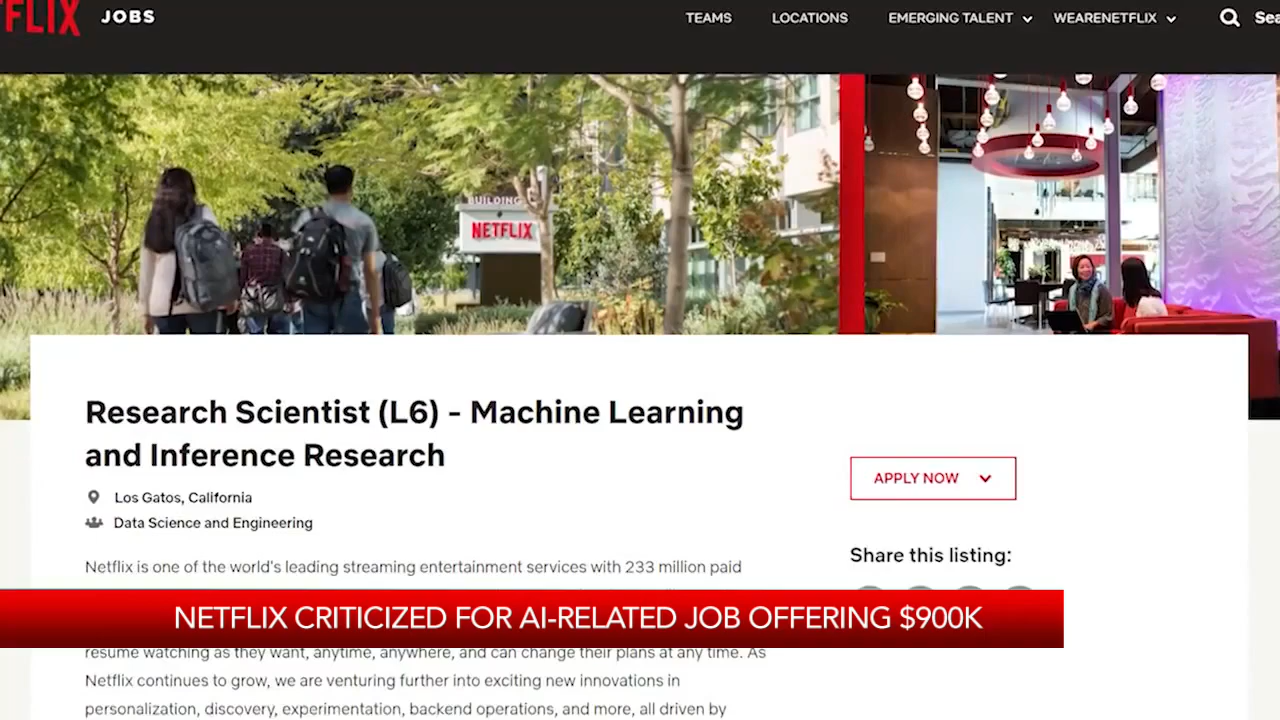 FLIX JOBS TEAMS LOCATIONS EMERGING TALENT WEARENETFLIX Sea
BUILDING
NETFLIX
Research Scientist (L6) - Machine Learning
and Inference Research
Los Gatos, California
Data Science and Engineering
APPLY NOW
Share this listing:
Netflix is one of the world's leading streaming entertainment services with 233 million paid
NETFLIX CRITICIZED FOR AI-RELATED JOB OFFERING $900K
resume watching as they want, anytime, anywhere, and can change their plans at any time. As
Netflix continues to grow, we are venturing further into exciting new innovations in
personalization, discovery, experimentation, backend operations, and more, all driven by